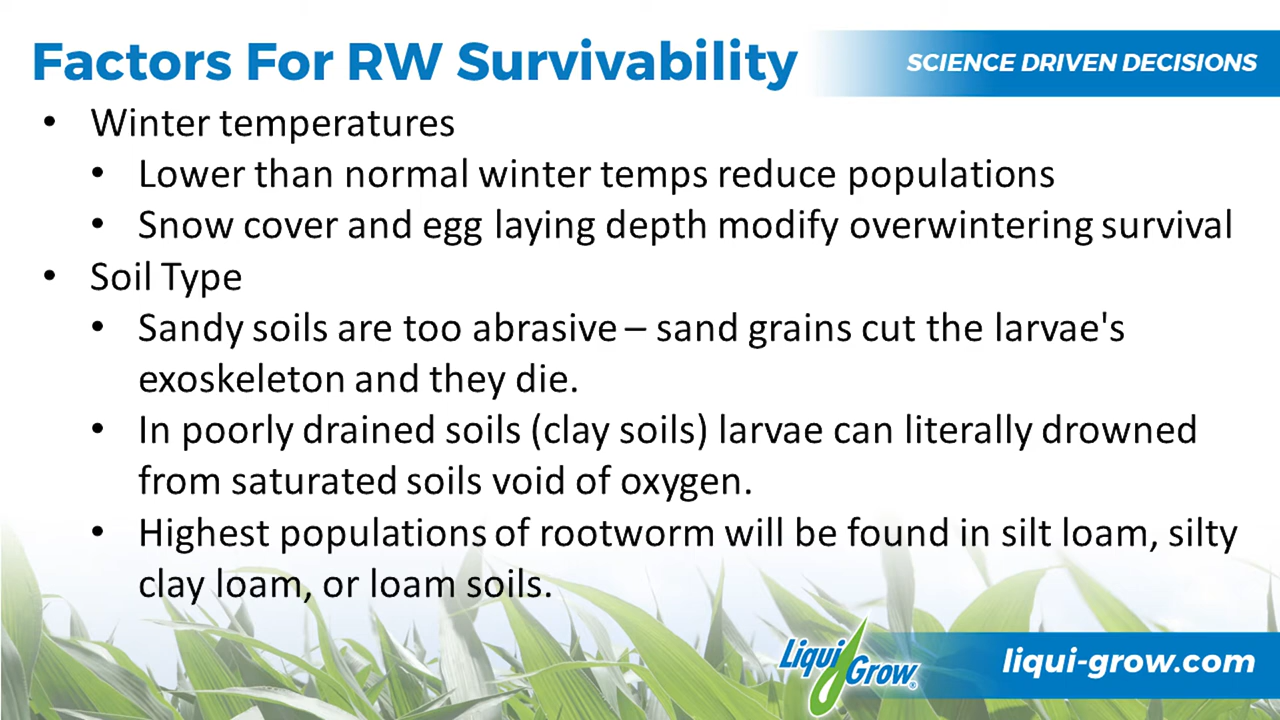 Factors For RW Survivability
SCIENCE DRIVEN DECISIONS
• Winter temperatures
• Lower than normal winter temps reduce populations
• Snow cover and egg laying depth modify overwintering survival
• Soil Type
• Sandy soils are too abrasive – sand grains cut the larvae's
exoskeleton and they die.
• In poorly drained soils (clay soils) larvae can literally drowned
from saturated soils void of oxygen.
• Highest populations of rootworm will be found in silt loam, silty
clay loam, or loam soils.
Liqui Grow®
liqui-grow.com